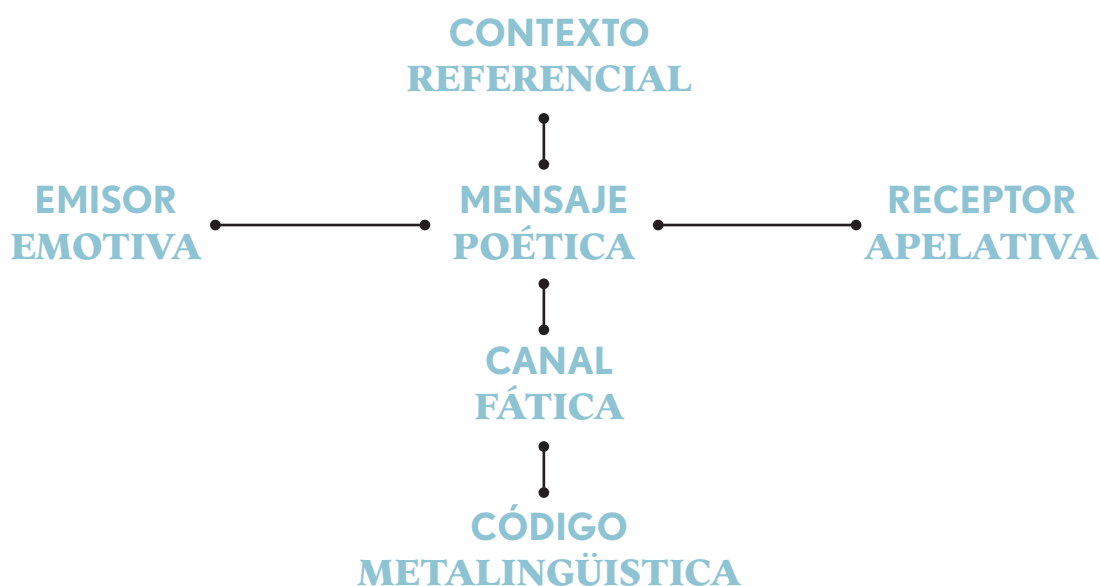 CONTEXTO
REFERENCIAL
EMISOR
EMOTIVA
MENSAJE
POÉTICA
RECEPTOR
APELATIVA
CANAL
FÁTICA
CÓDIGO
METALINGÜISTICA